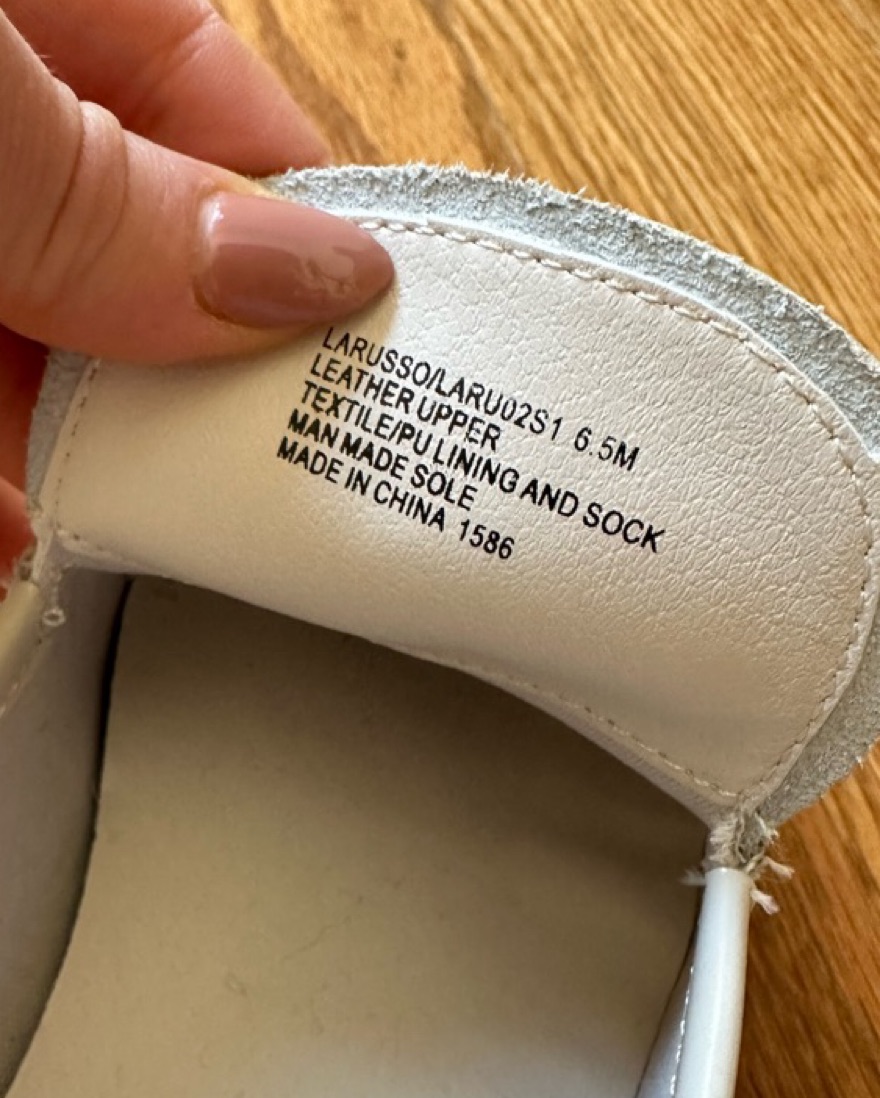 LARUSSO/LARU02S1 6.5M
LEATHER UPPER
TEXTILE/PU LINING AND SOCK
MAN MADE SOLE
MADE IN CHINA 1586